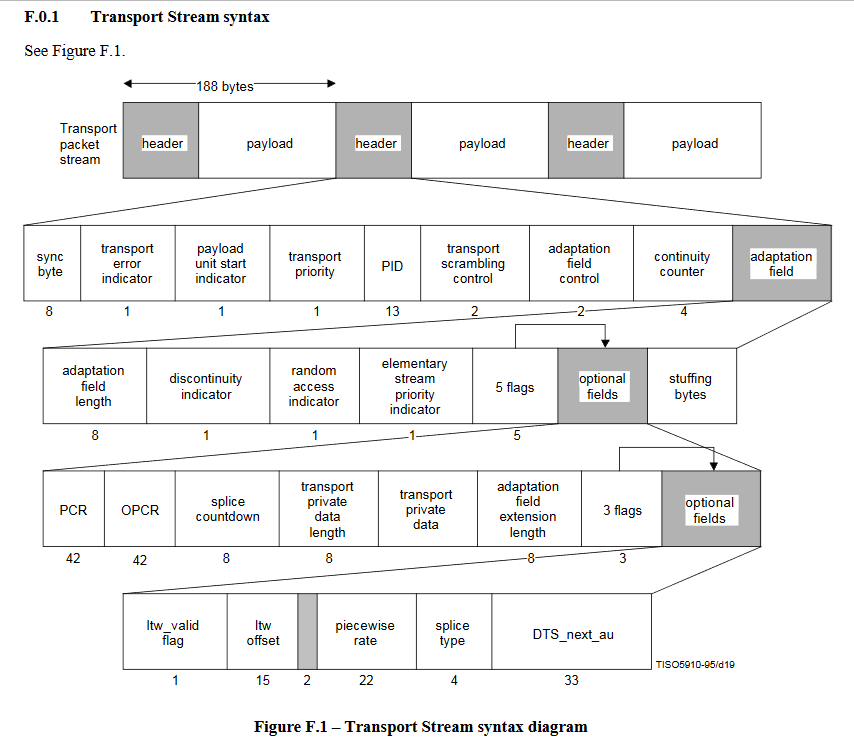 F.0.1 Transport Stream syntax
See Figure F.1.
188 bytes
Transport
packet
stream
header
payload
header
payload
header
payload
sync
byte
transport
error
indicator
payload
unit start
indicator
transport
priority
PID
transport
scrambling
control
adaptation
field
control
continuity
counter
adaptation
field
8
1
1
1
13
2
2
4
adaptation
field
length
discontinuity
indicator
random
access
indicator
elementary
stream
priority
indicator
5 flags
optional
fields
stuffing
bytes
8
1
1
1
5
PCR
OPCR
splice
countdown
transport
private
data
length
transport
private
data
adaptation
field
extension
length
3 flags
optional
fields
42
42
8
8
8
3
ltw_valid
flag
ltw
offset
piecewise
rate
splice
type
DTS_next_au
1
15
2
22
4
33
TISO5910-95/d19
Figure F.1 – Transport Stream syntax diagram